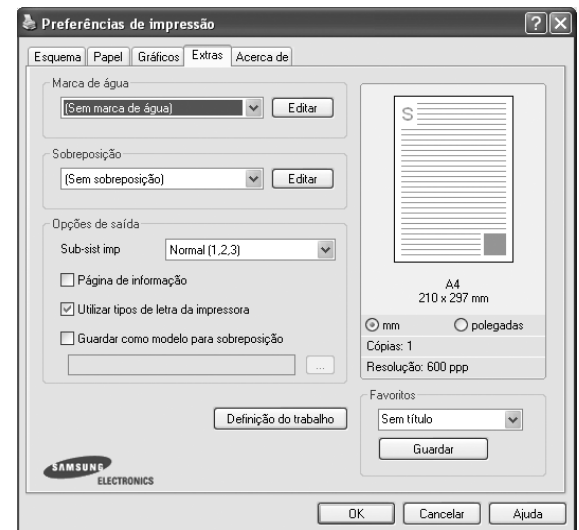 Preferências de impressão
Esquema Papel Gráficos Extras Acerca de
Marca de água
(Sem marca de água) Editar
Sobreposição
(Sem sobreposição) Editar
Opções de saída
Sub-sist imp Normal (1,2,3)
Página de informação
Utilizar tipos de letra da impressora
Guardar como modelo para sobreposição
...
Definição do trabalho
SAMSUNG
ELECTRONICS
S
A4
210 x 297 mm
mm polegadas
Cópias: 1
Resolução: 600 ppp
Favoritos
Sem título
Guardar
OK Cancelar Ajuda